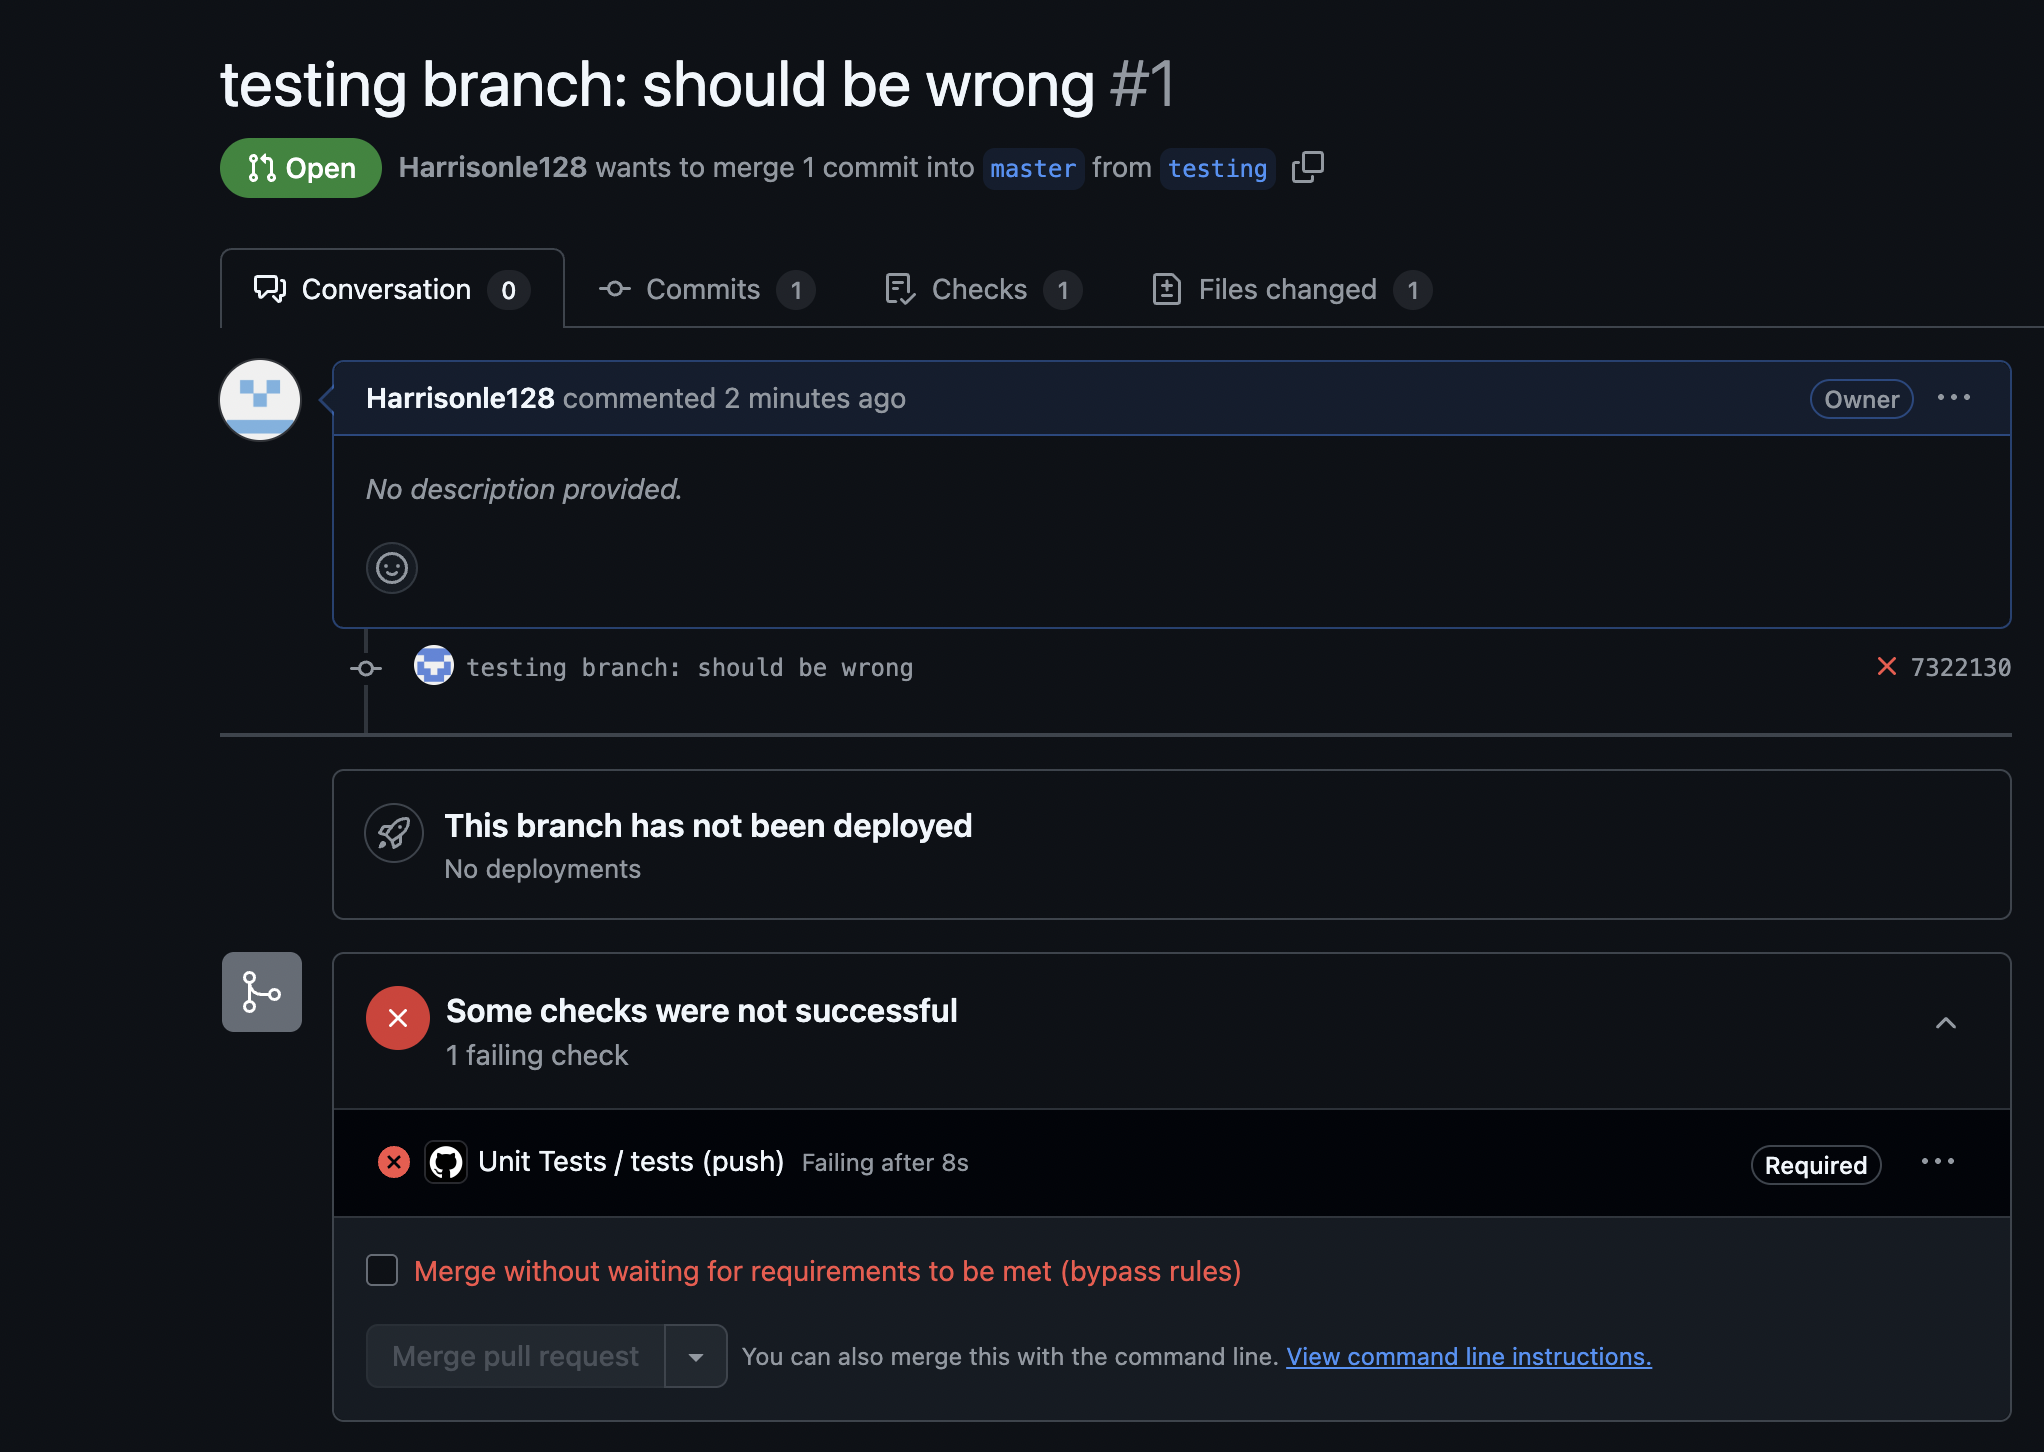 testing branch: should be wrong #1
Open Harrisonle128 wants to merge 1 commit into master from testing
Conversation 0 Commits 1 Checks 1 Files changed 1
Harrisonle128 commented 2 minutes ago Owner
No description provided.
testing branch: should be wrong 7322130
This branch has not been deployed
No deployments
Some checks were not successful
1 failing check
Unit Tests / tests (push) Failing after 8s Required
Merge without waiting for requirements to be met (bypass rules)
Merge pull request You can also merge this with the command line. View command line instructions.